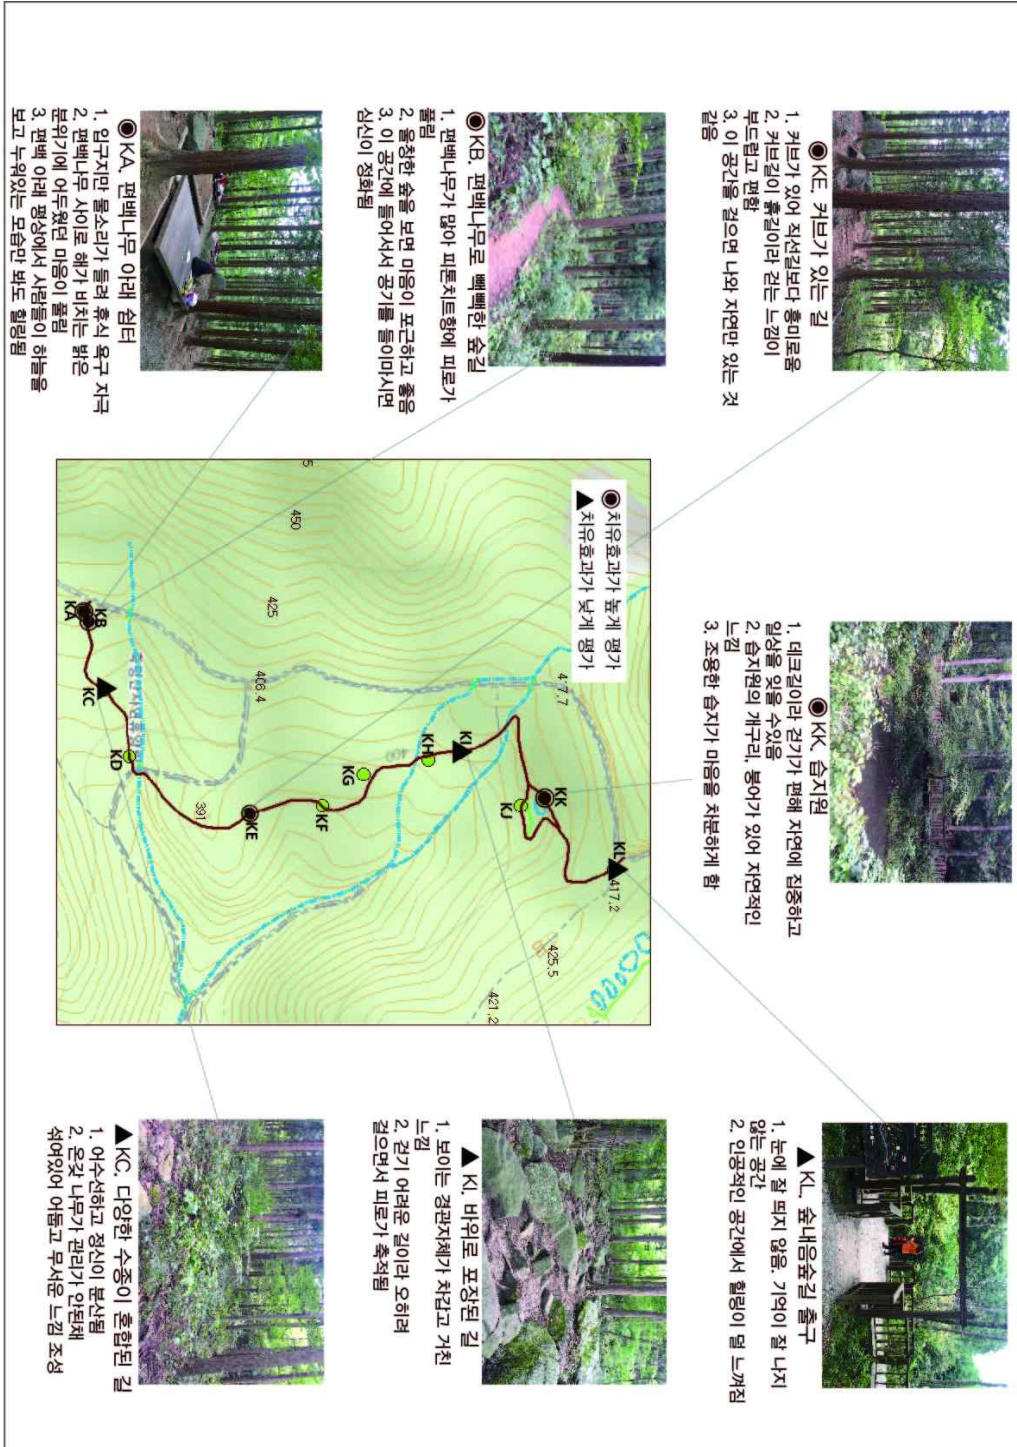 ◉ KE. 커브가 있는 길
1. 커브가 있어 직선길보다 흥미로움
2. 커브길이 흙길이라 걷는 느낌이
부드럽고 편함
3. 이 공간을 걸으면 나와 자연만 있는 것
같음
◉ KK. 습지원
1. 데크길이라 걷기가 편해 자연에 집중하고
일상을 잊을 수있음
2. 습지원의 개구리, 붕어가 있어 자연적인
느낌
3. 조용한 습지가 마음을 차분하게 함
▲ KL. 숲내음숲길 출구
1. 눈에 잘 띄지 않음. 기억이 잘 나지
않는 공간
2. 인공적인 공간에서 힐링이 덜 느껴짐
◉ KB. 편백나무로 빽빽한 숲길
1. 편백나무가 많아 피톤치드향에 피로가
풀림
2. 울창한 숲을 보면 마음이 포근하고 좋음
3. 이 공간에 들어서서 공기를 들이마시면
심신이 정화됨
◉ 치유효과가 높게 평가
▲ 치유효과가 낮게 평가
417.7
KL
417.2
KK
KJ
425.5
421.2
KI
KH
400
KG
KF
450
425
406.4
KE
391
KD
KC
KB
KA
▲ KI. 바위로 포장된 길
1. 보이는 경관자체가 차갑고 거친
느낌
2. 걷기 어려운 길이라 오히려
걸으면서 피로가 축적됨
◉ KA. 편백나무 아래 쉼터
1. 입구지만 물소리가 들려 휴식 욕구 자극
2. 편백나무 사이로 해가 비치는 밝은
분위기에 어두웠던 마음이 풀림
3. 편백 아래 평상에서 사람들이 하늘을
보고 누워있는 모습만 봐도 힐링됨
▲ KC. 다양한 수종이 혼합된 길
1. 어수선하고 정신이 분산됨
2. 온갖 나무가 관리가 안된채
섞여있어 어둡고 무서운 느낌 조성